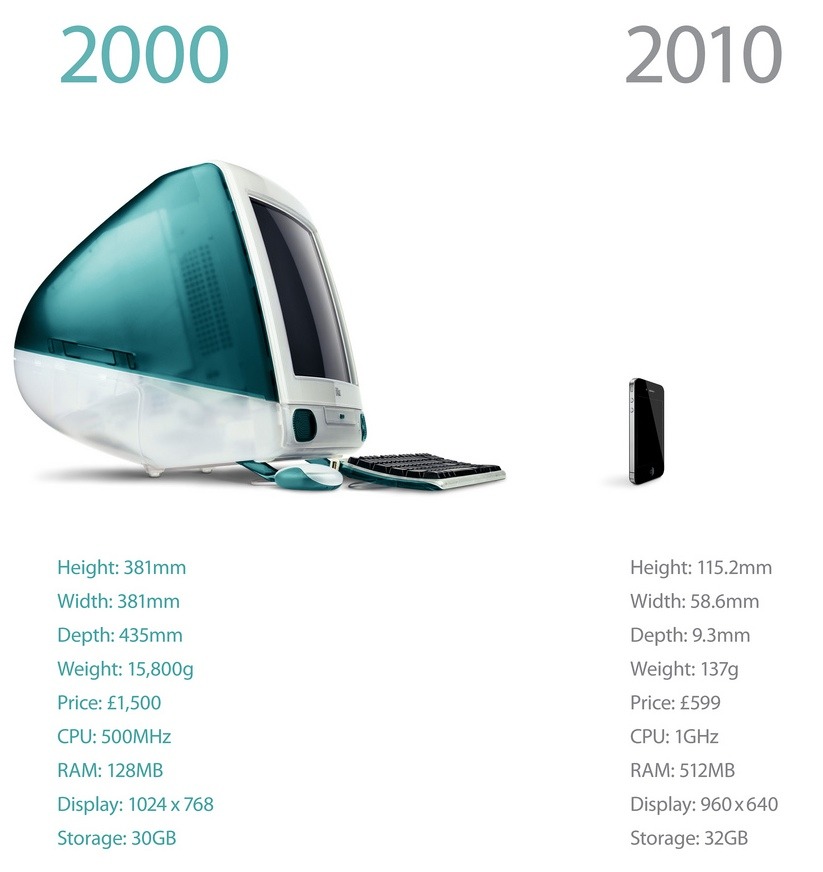 2000
2010
Height: 381mm
Width: 381mm
Depth: 435mm
Weight: 15,800g
Price: £1,500
CPU: 500MHz
RAM: 128MB
Display: 1024 x 768
Storage: 30GB
Height: 115.2mm
Width: 58.6mm
Depth: 9.3mm
Weight: 137g
Price: £599
CPU: 1GHz
RAM: 512MB
Display: 960 x 640
Storage: 32GB